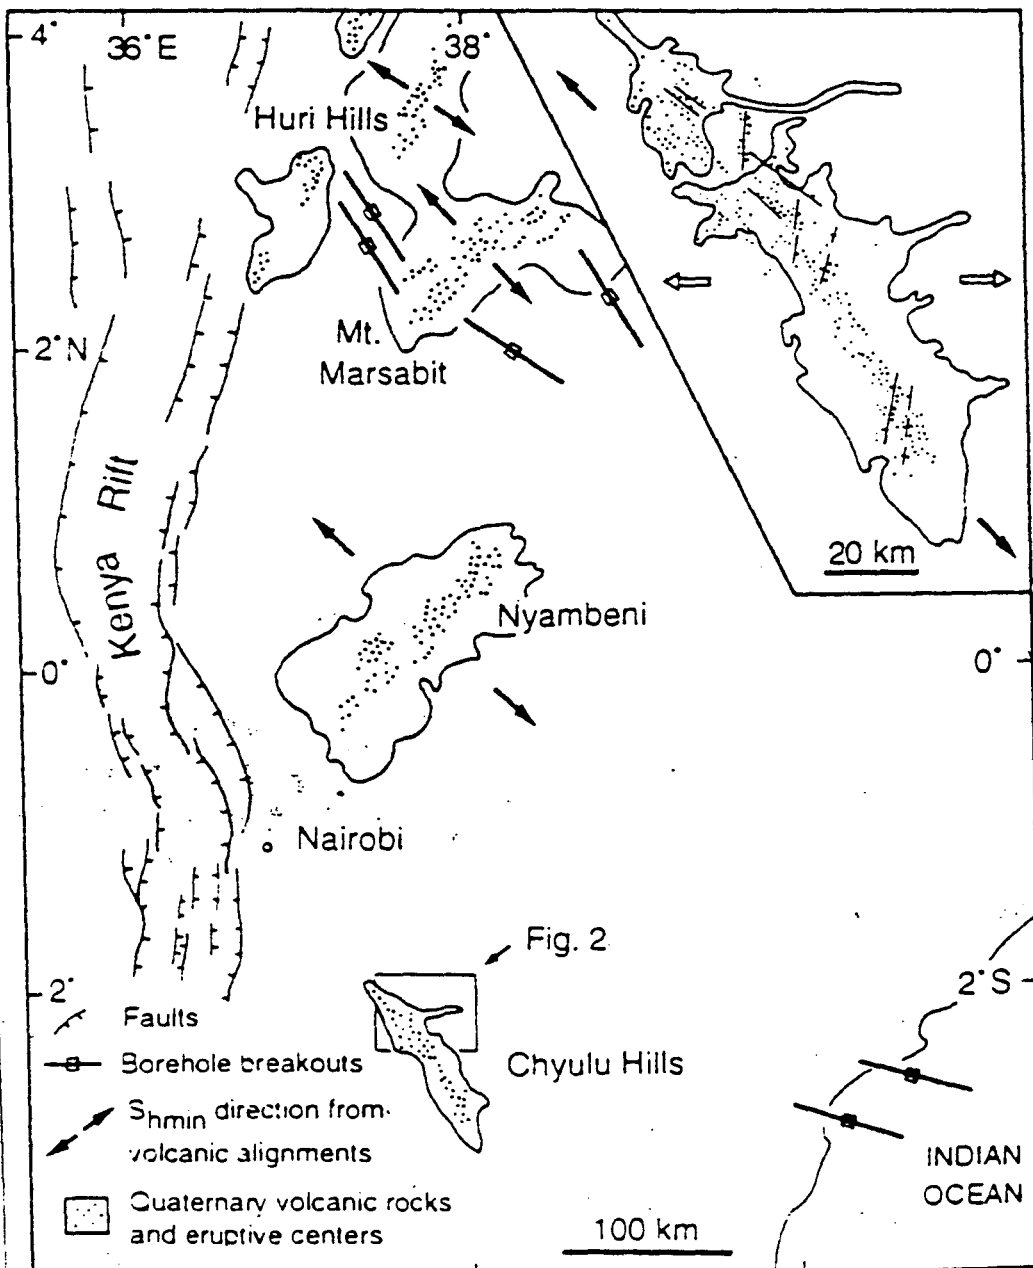 4°
36°E
38°
Huri Hills
2°N
Mt.
Marsabit
Kenya Rift
20 km
Nyambeni
0°
0°
Nairobi
Fig. 2
2°
2°S
Faults
Borehole breakouts
Chyulu Hills
Shmin direction from
volcanic alignments
INDIAN
OCEAN
Quaternary volcanic rocks
and eruptive centers
100 km